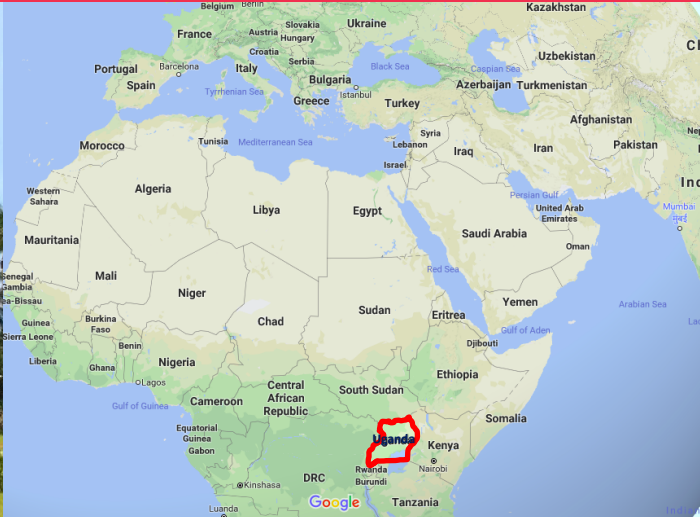 Belgium
Berlin
Kazakhstan
France
Slovakia
Ukraine
Austria
Hungary
Croatia
Uzbekistan
Portugal
Barcelona
Italy
Serbia
Black Sea
Caspian Sea
Spain
Bulgaria
Azerbaijan
Turkmenistan
Tyrrhenian Sea
Istanbul
Greece
Turkey
Afghanistan
Syria
Morocco
Tunisia
Mediterranean Sea
Lebanon
Iraq
Iran
Pakistan
Israel
Western
Sahara
Algeria
Libya
Egypt
Persian Gulf
United Arab
Emirates
Mumbai
मुंबई
Mauritania
Saudi Arabia
Oman
Mali
Niger
Red Sea
Senegal
Gambia
ea-Bissau
Chad
Sudan
Eritrea
Yemen
Arabian Sea
Guinea
Burkina
Faso
Gulf of Aden
Sierra Leone
Benin
Djibouti
Liberia
Ghana
Nigeria
Ethiopia
Lagos
Central
African
Republic
South Sudan
Cameroon
Gulf of Guinea
Somalia
Equatorial
Guinea
Uganda
Kenya
Gabon
Rwanda
Nairobi
DRC
Burundi
Kinshasa
Google
Tanzania
Luanda